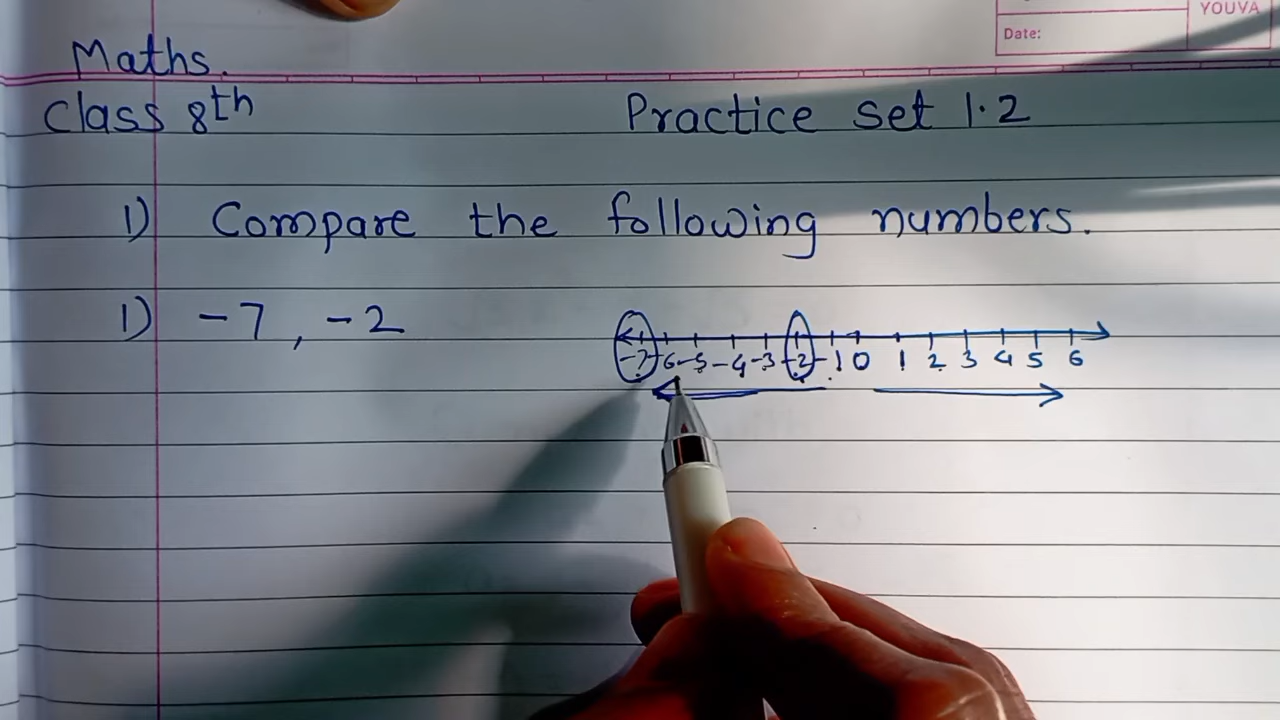 YOUVA
Date:
Maths.
Class 8th
Practice set 1.2
1) Compare the following numbers.
1) -7, -2
-7 -6 -5 -4 -3 -2 -1 0 1 2 3 4 5 6